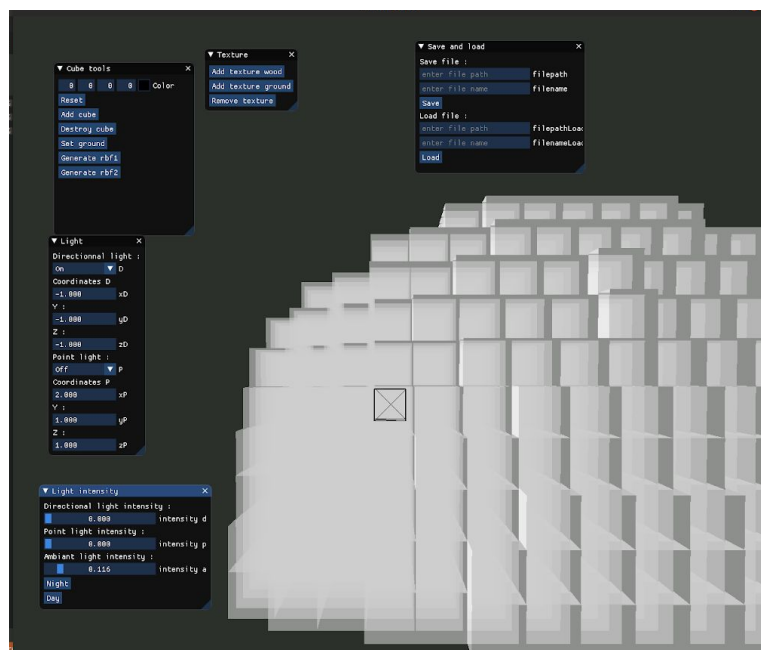 Cube tools
0 0 0 0 Color
Reset
Add cube
Destroy cube
Set ground
Generate rbf1
Generate rbf2
Texture
Add texture wood
Add texture ground
Remove texture
Save and load
Save file :
enter file path filepath
enter file name filename
Save
Load file :
enter file path filepathLoad
enter file name filenameLoad
Load
Light
Directionnal light :
On D
Coordinates D
-1.000 xD
Y :
-1.000 yD
Z :
-1.000 zD
Point light :
Off P
Coordinates P
2.000 xP
Y :
1.000 yP
Z :
1.000 zP
Light intensity
Directional light intensity :
0.000 intensity d
Point light intensity :
0.000 intensity p
Ambiant light intensity :
0.116 intensity a
Night
Day